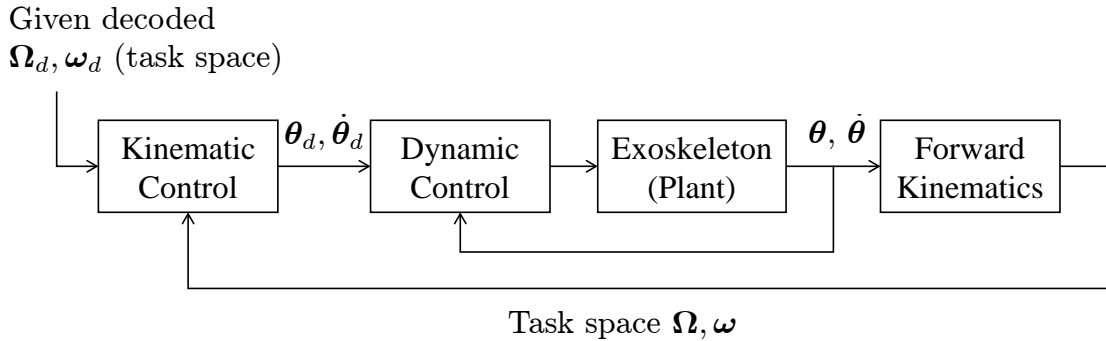 Given decoded
Ω_d, ω_d (task space)
Kinematic
Control
θ_d, θ̇_d
Dynamic
Control
Exoskeleton
(Plant)
θ, θ̇
Forward
Kinematics
Task space Ω, ω